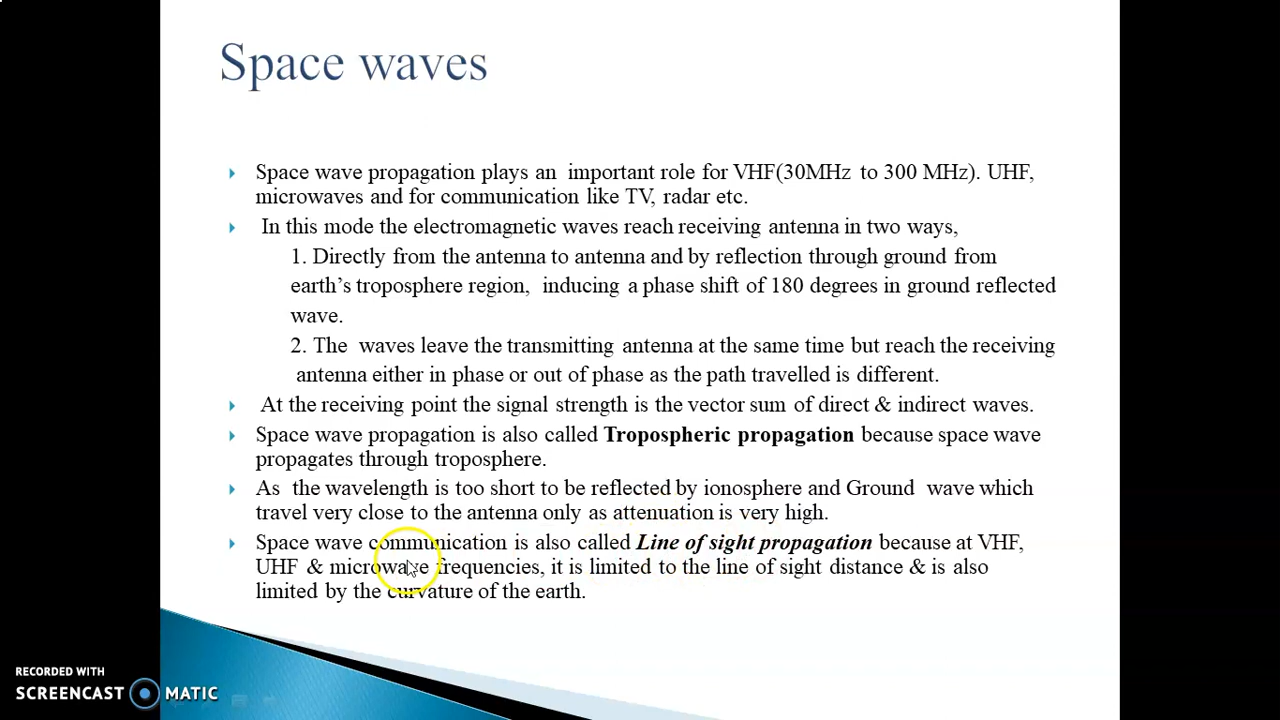 Space waves
Space wave propagation plays an important role for VHF(30MHz to 300 MHz). UHF,
microwaves and for communication like TV, radar etc.
In this mode the electromagnetic waves reach receiving antenna in two ways,
1. Directly from the antenna to antenna and by reflection through ground from
earth's troposphere region, inducing a phase shift of 180 degrees in ground reflected
wave.
2. The waves leave the transmitting antenna at the same time but reach the receiving
antenna either in phase or out of phase as the path travelled is different.
At the receiving point the signal strength is the vector sum of direct & indirect waves.
Space wave propagation is also called Tropospheric propagation because space wave
propagates through troposphere.
As the wavelength is too short to be reflected by ionosphere and Ground wave which
travel very close to the antenna only as attenuation is very high.
Space wave communication is also called Line of sight propagation because at VHF,
UHF & microwave frequencies, it is limited to the line of sight distance & is also
limited by the curvature of the earth.
RECORDED WITH
SCREENCAST MATIC